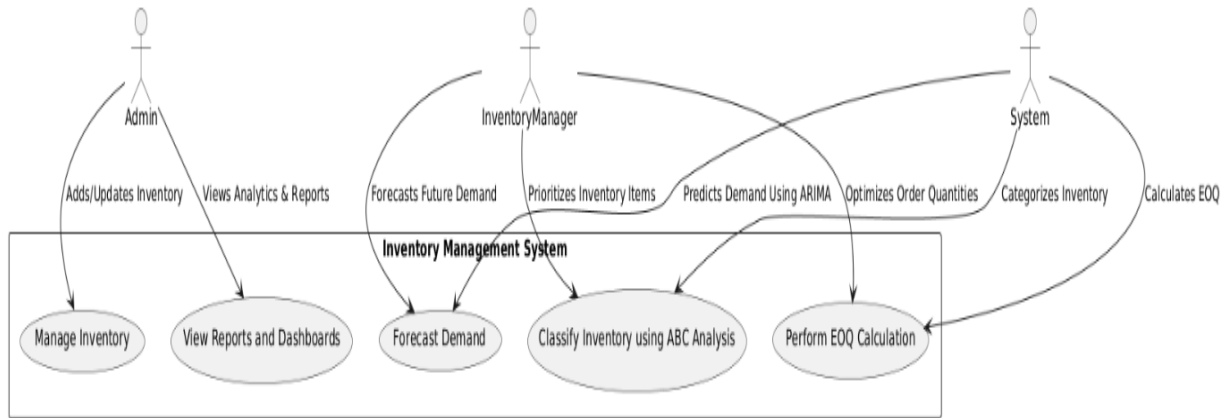 Admin
InventoryManager
System
Adds/Updates Inventory
Views Analytics & Reports
Forecasts Future Demand
Prioritizes Inventory Items
Predicts Demand Using ARIMA
Optimizes Order Quantities
Categorizes Inventory
Calculates EOQ
Inventory Management System
Manage Inventory
View Reports and Dashboards
Forecast Demand
Classify Inventory using ABC Analysis
Perform EOQ Calculation